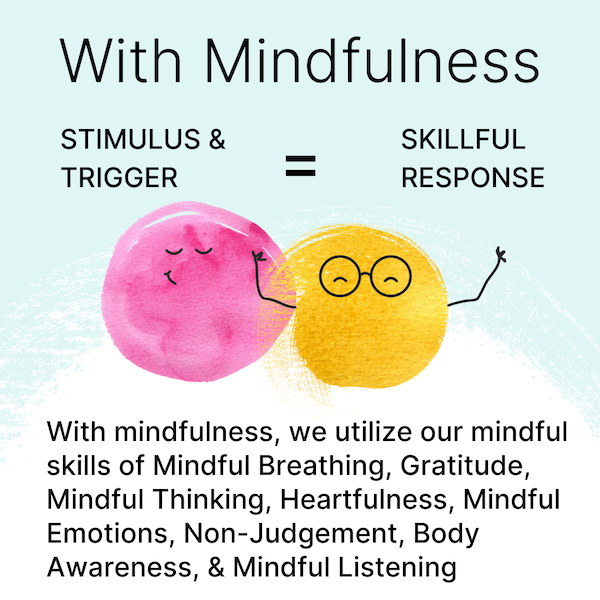 With Mindfulness
STIMULUS &
TRIGGER
=
SKILLFUL
RESPONSE
With mindfulness, we utilize our mindful
skills of Mindful Breathing, Gratitude,
Mindful Thinking, Heartfulness, Mindful
Emotions, Non-Judgement, Body
Awareness, & Mindful Listening